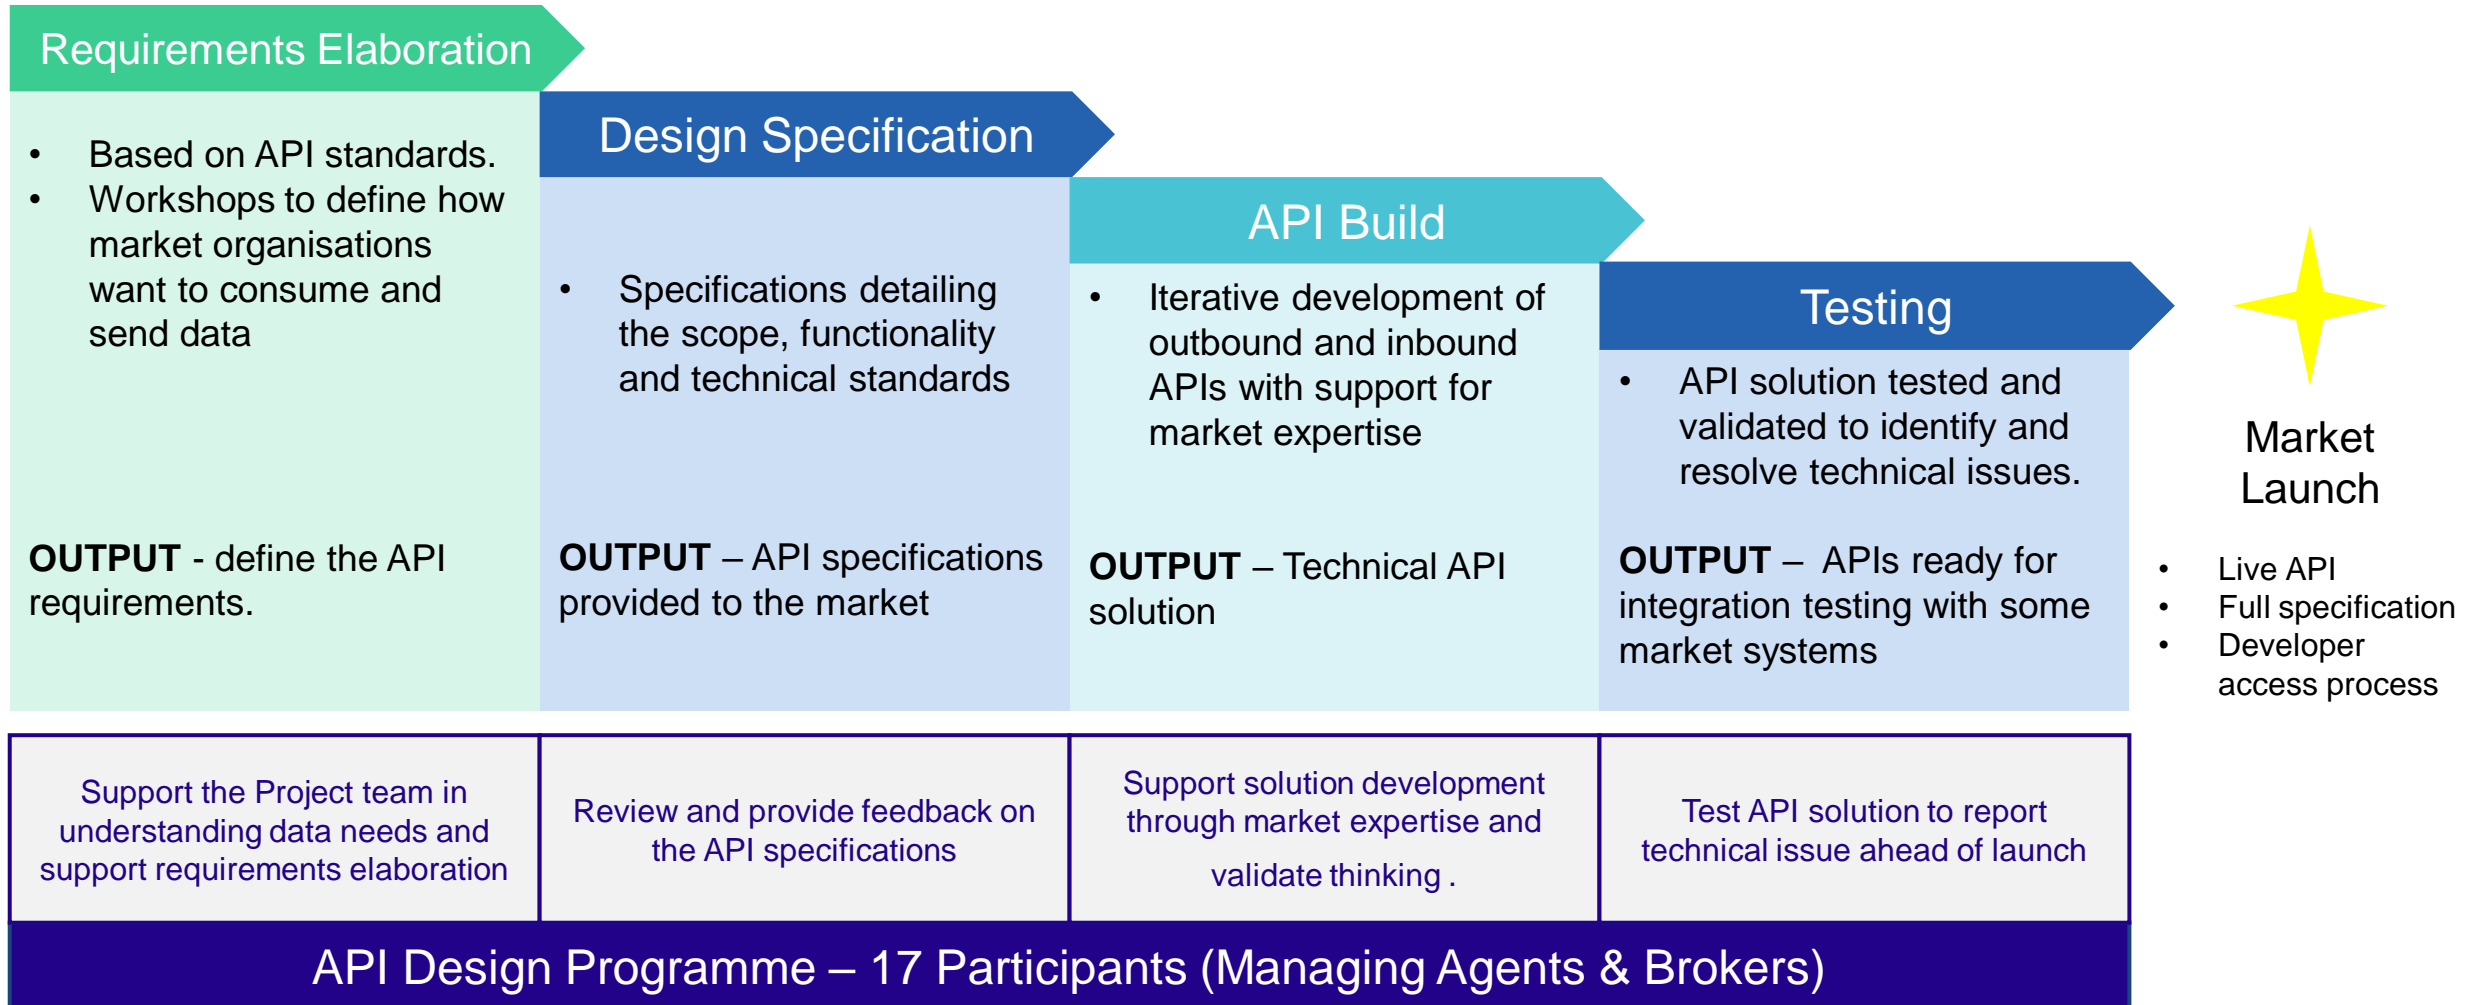 Requirements Elaboration
• Based on API standards.
• Workshops to define how
market organisations
want to consume and
send data
OUTPUT - define the API
requirements.
Design Specification
• Specifications detailing
the scope, functionality
and technical standards
OUTPUT – API specifications
provided to the market
API Build
• Iterative development of
outbound and inbound
APIs with support for
market expertise
OUTPUT – Technical API
solution
Testing
• API solution tested and
validated to identify and
resolve technical issues.
OUTPUT – APIs ready for
integration testing with some
market systems
Market
Launch
• Live API
• Full specification
• Developer
access process
Support the Project team in
understanding data needs and
support requirements elaboration
Review and provide feedback on
the API specifications
Support solution development
through market expertise and
validate thinking .
Test API solution to report
technical issue ahead of launch
API Design Programme – 17 Participants (Managing Agents & Brokers)